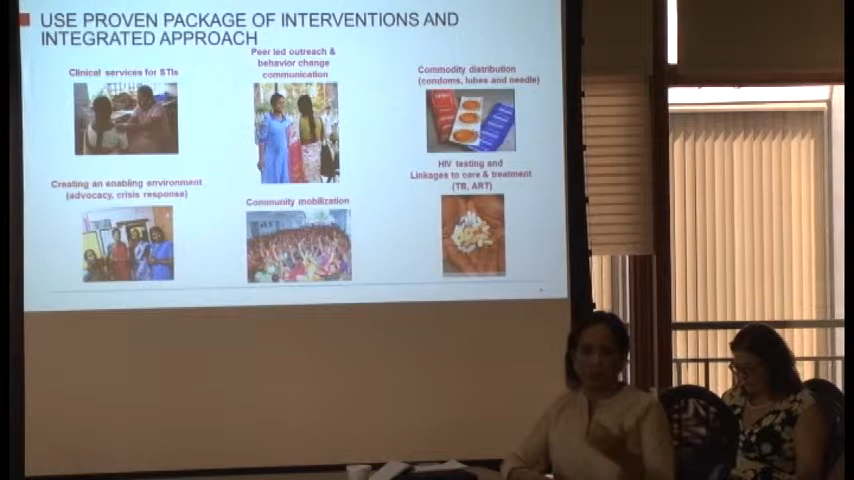 USE PROVEN PACKAGE OF INTERVENTIONS AND
INTEGRATED APPROACH
Clinical services for STIs
Peer led outreach &
behavior change
communication
Commodity distribution
(condoms, lubes and needle)
Creating an enabling environment
(advocacy, crisis response)
Community mobilization
HIV testing and
Linkages to care & treatment
(TB, ART)